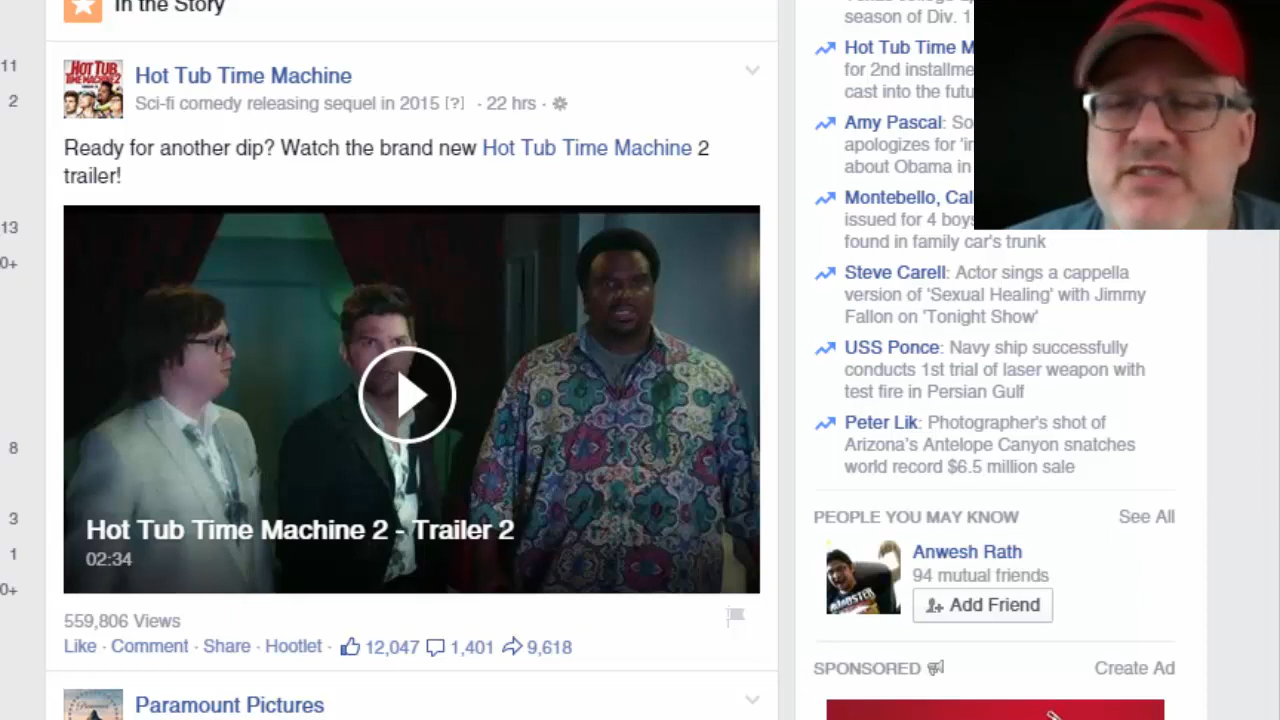 In the Story
11
2
13
0+
8
3
1
0+
Hot Tub Time Machine
Sci-fi comedy releasing sequel in 2015 [?] · 22 hrs ·
Ready for another dip? Watch the brand new Hot Tub Time Machine 2
trailer!
HOT TUB
TIME MACHINE 2
Hot Tub Time Machine 2 - Trailer 2
02:34
559,806 Views
Like · Comment · Share · Hootlet · 12,047 1,401 9,618
Paramount Pictures
season of Div. 1
Hot Tub Time M
for 2nd installme
cast into the futu
Amy Pascal: So
apologizes for 'in
about Obama in
Montebello, Cal
issued for 4 boys
found in family car's trunk
Steve Carell: Actor sings a cappella
version of 'Sexual Healing' with Jimmy
Fallon on 'Tonight Show'
USS Ponce: Navy ship successfully
conducts 1st trial of laser weapon with
test fire in Persian Gulf
Peter Lik: Photographer's shot of
Arizona's Antelope Canyon snatches
world record $6.5 million sale
PEOPLE YOU MAY KNOW See All
Anwesh Rath
94 mutual friends
Add Friend
SPONSORED Create Ad